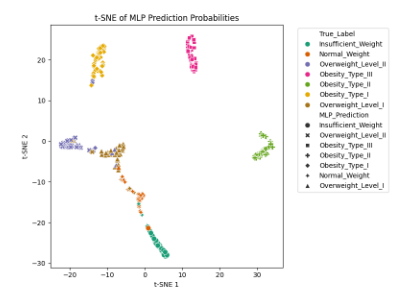 t-SNE of MLP Prediction Probabilities
True_Label
Insufficient_Weight
Normal_Weight
Overweight_Level_II
Obesity_Type_III
Obesity_Type_II
Obesity_Type_I
Overweight_Level_I
MLP_Prediction
Insufficient_Weight
Overweight_Level_II
Obesity_Type_III
Obesity_Type_II
Obesity_Type_I
Normal_Weight
Overweight_Level_I
t-SNE 2
20
10
0
−10
−20
−30
−20
−10
0
10
20
30
t-SNE 1